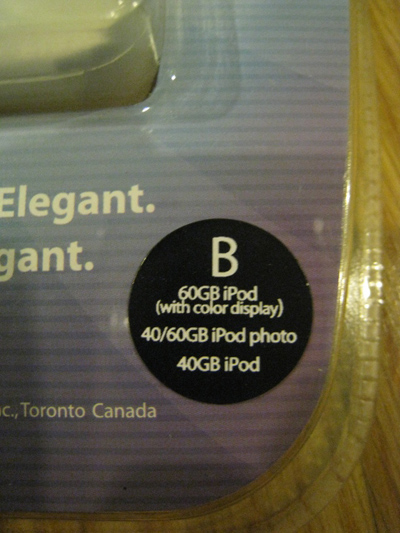 Elegant.
gant.
B
60GB iPod
(with color display)
40/60GB iPod photo
40GB iPod
c., Toronto Canada